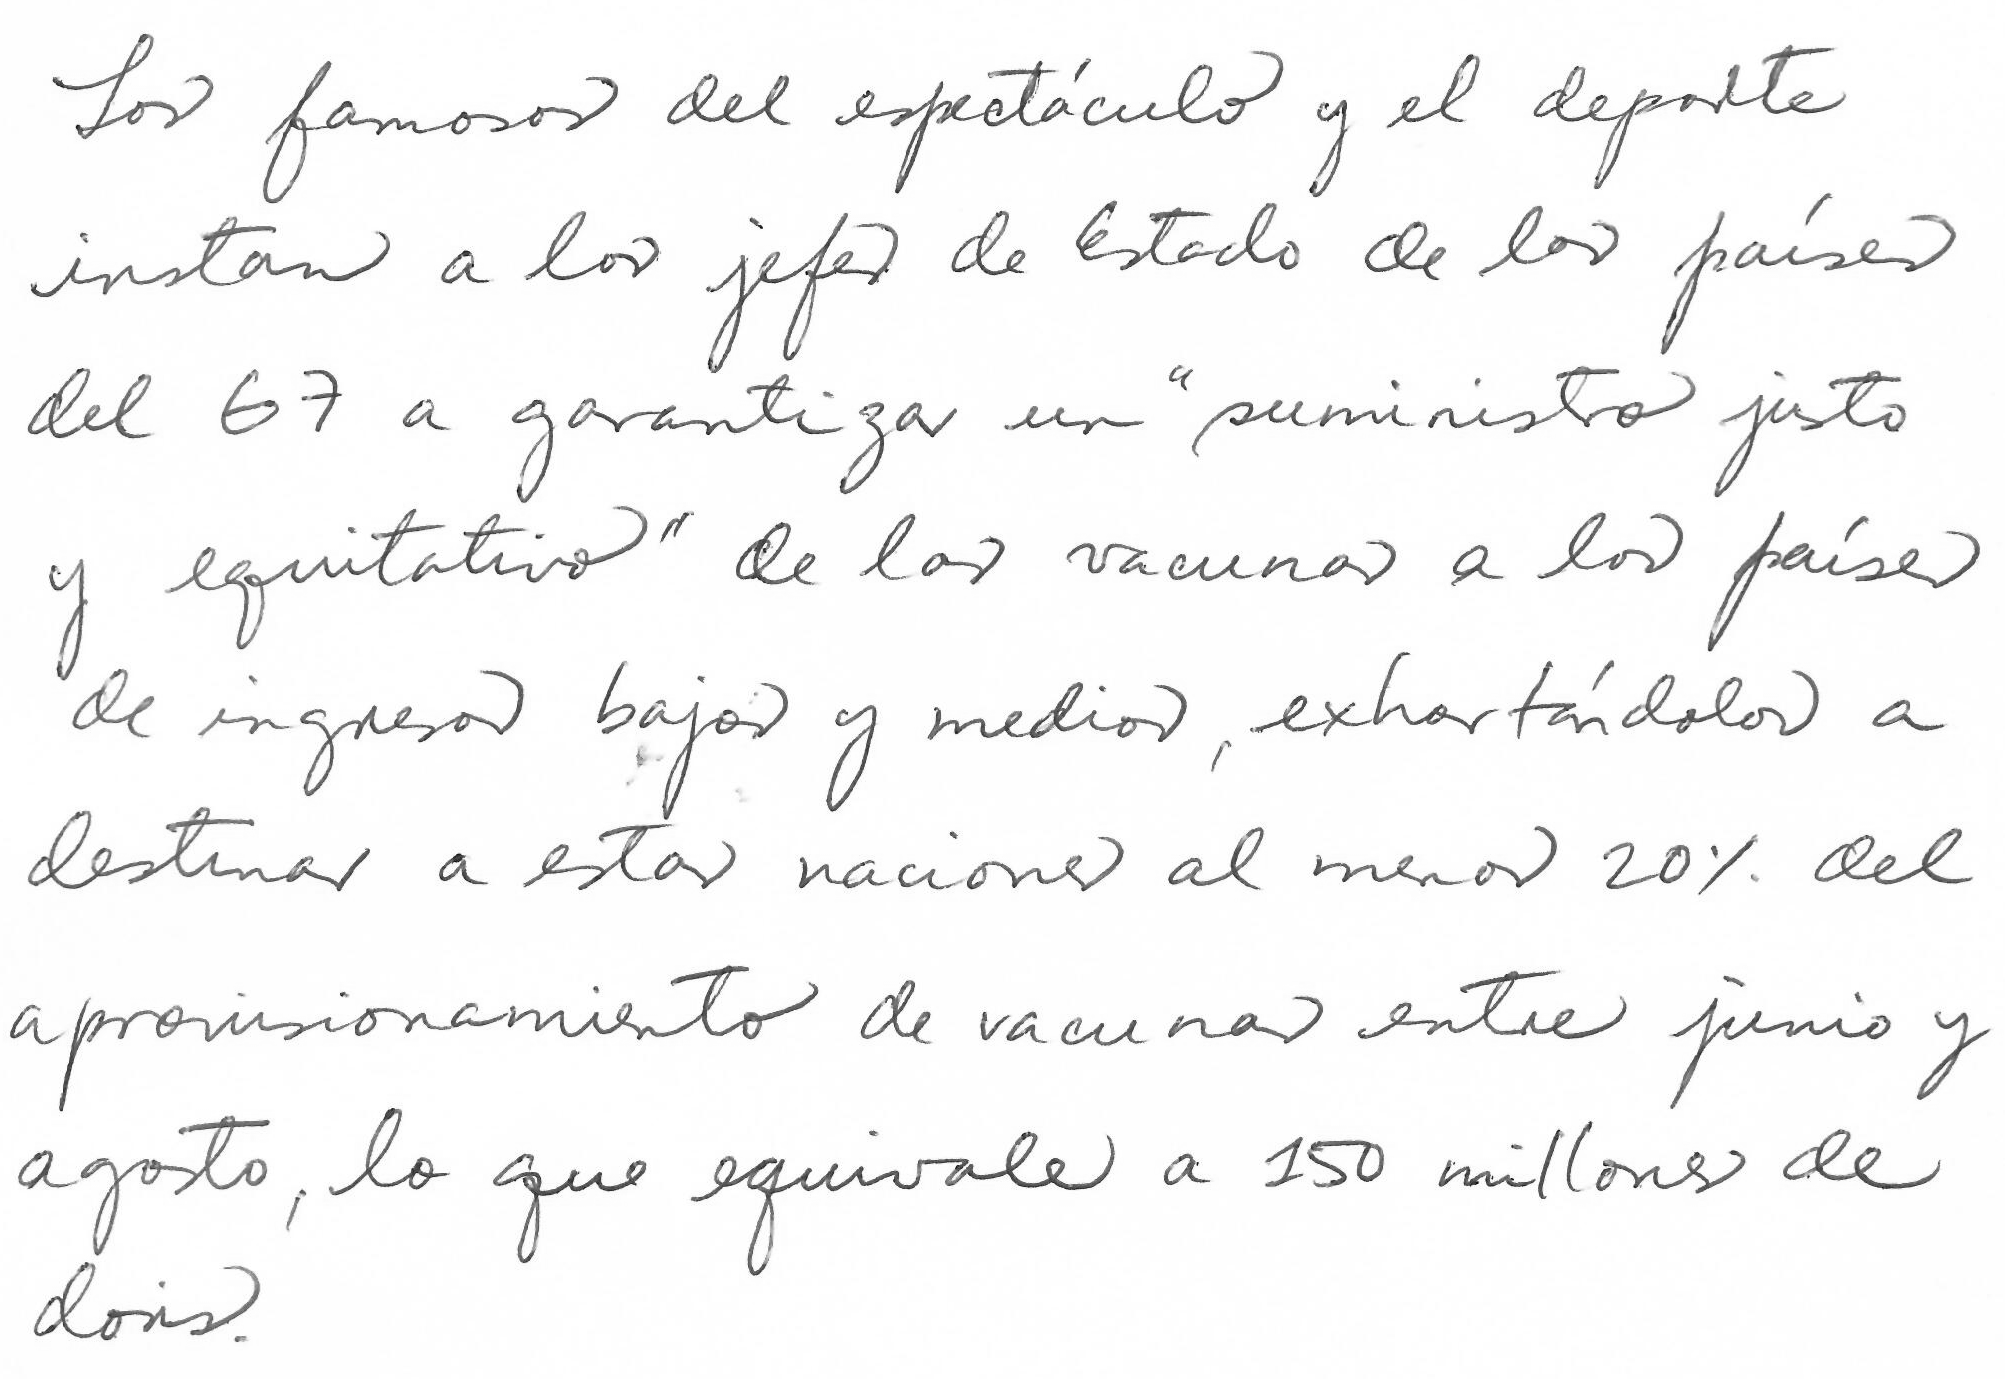 Los famosos del espectáculo y el deporte
instan a los jefes de Estado de los países
del G7 a garantizar un "suministro justo
y equitativo" de las vacunas a los países
de ingresos bajos y medios, exhortándolos a
destinar a estas naciones al menos 20% del
aprovisionamiento de vacunas entre junio y
agosto, lo que equivale a 150 millones de
dosis.